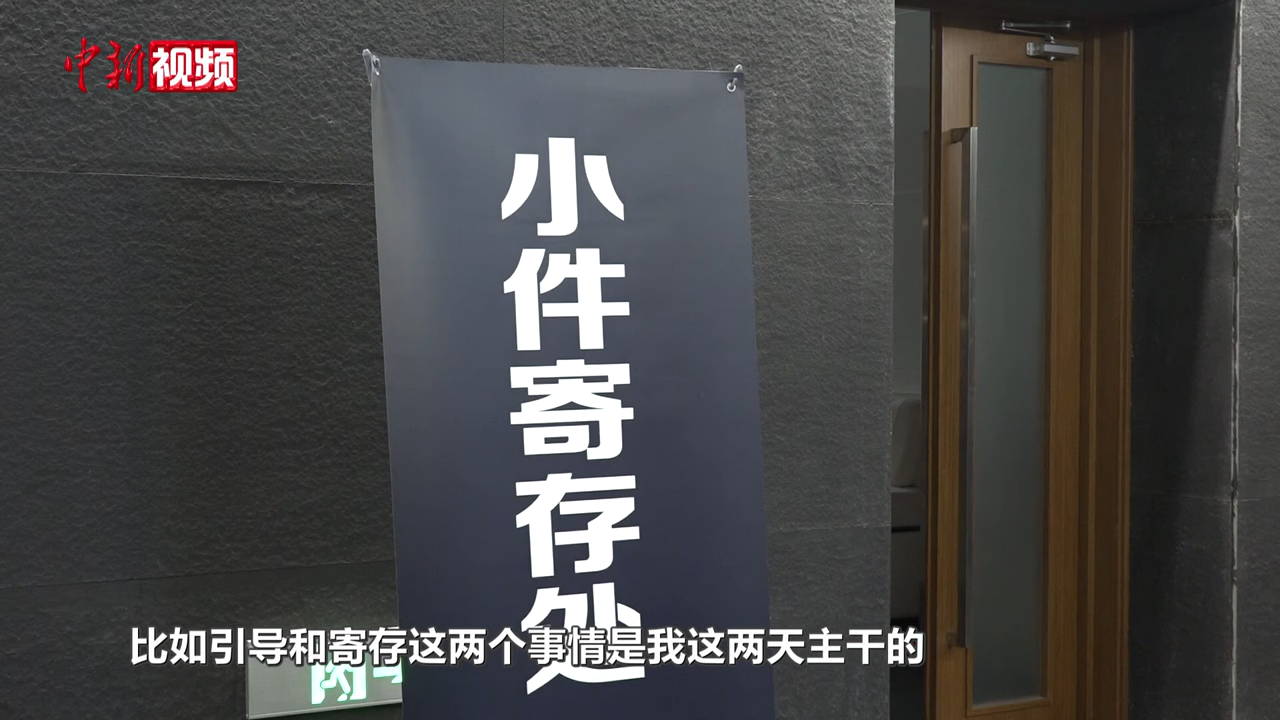 中新视频
小件寄存处
比如引导和寄存这两个事情是我这两天主干的